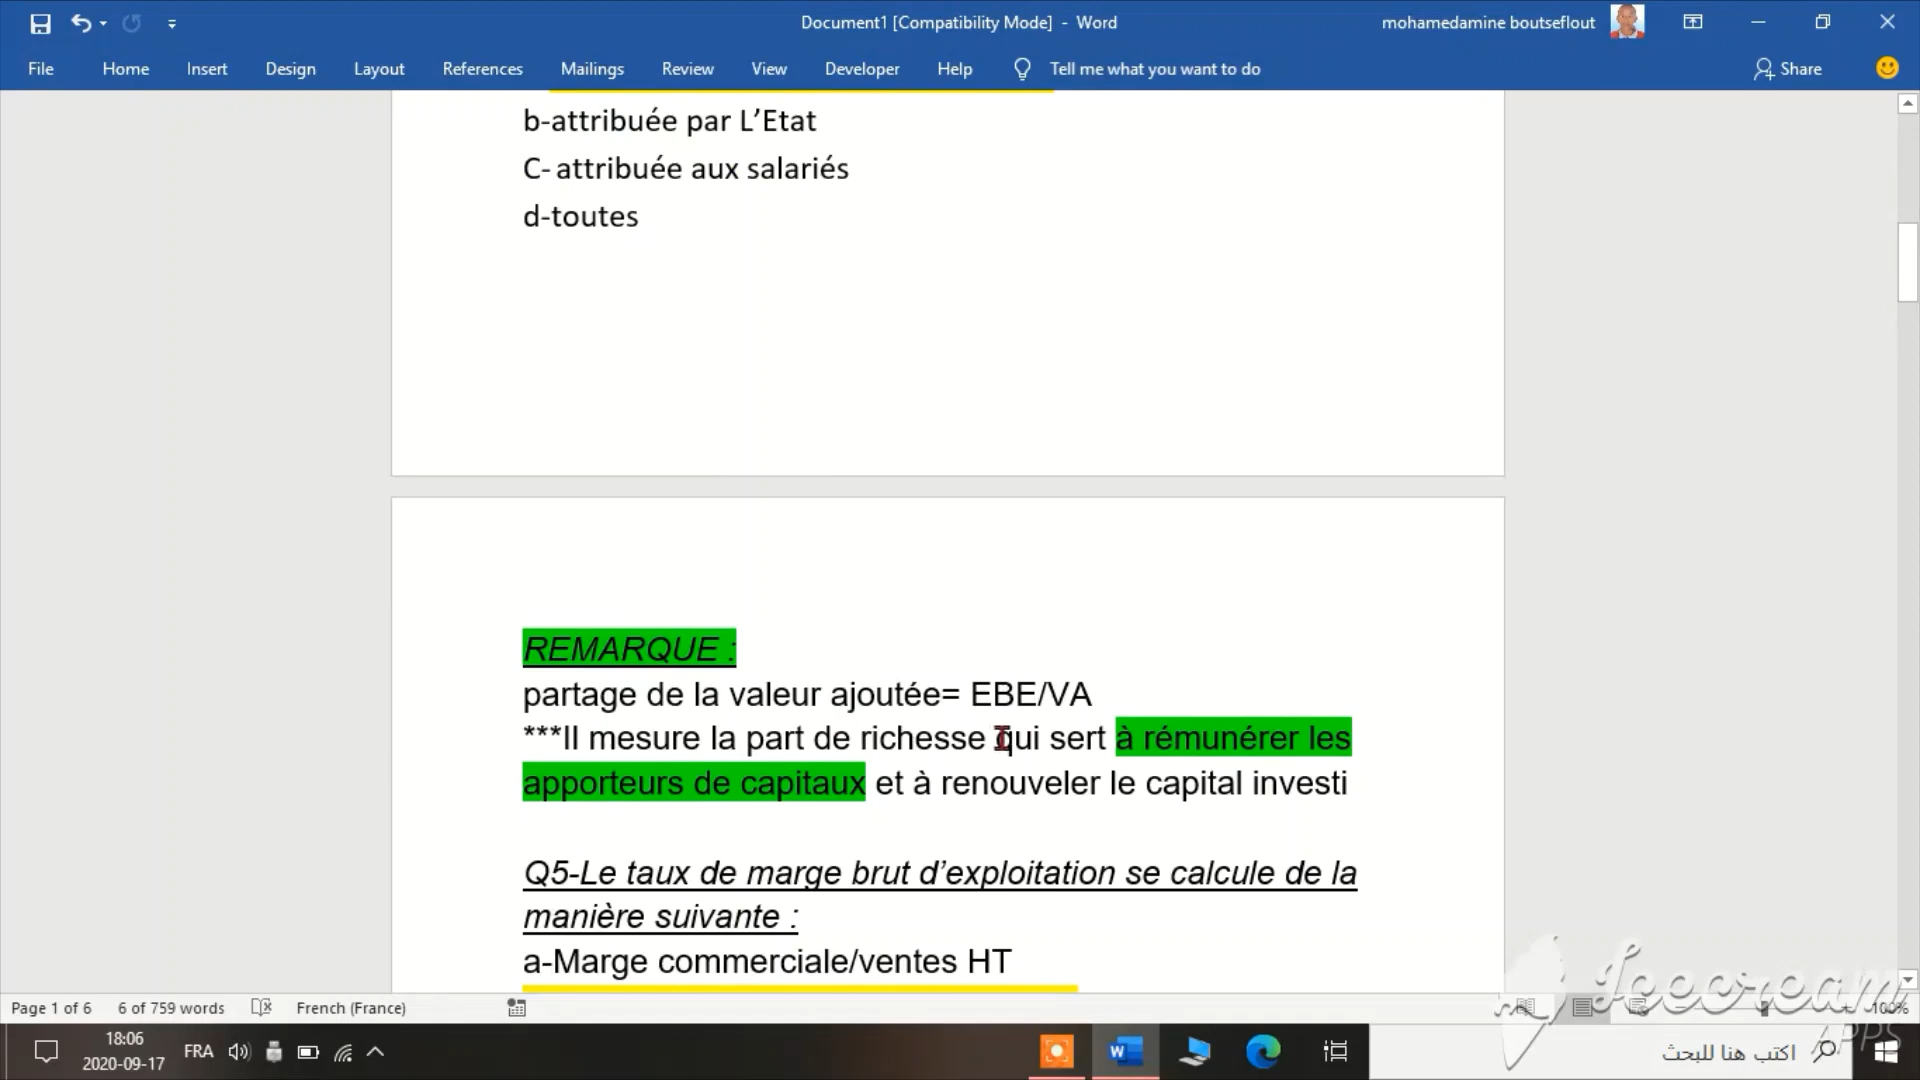 Document1 [Compatibility Mode] - Word
mohamedamine boutseflout
File Home Insert Design Layout References Mailings Review View Developer Help Tell me what you want to do Share
b-attribuée par L’Etat
C- attribuée aux salariés
d-toutes
REMARQUE :
partage de la valeur ajoutée= EBE/VA
***Il mesure la part de richesse qui sert à rémunérer les
apporteurs de capitaux et à renouveler le capital investi
Q5-Le taux de marge brut d’exploitation se calcule de la
manière suivante :
a-Marge commerciale/ventes HT
Page 1 of 6 6 of 759 words French (France) 100%
Icecream
APPS
18:06
2020-09-17
FRA
اكتب هنا للبحث